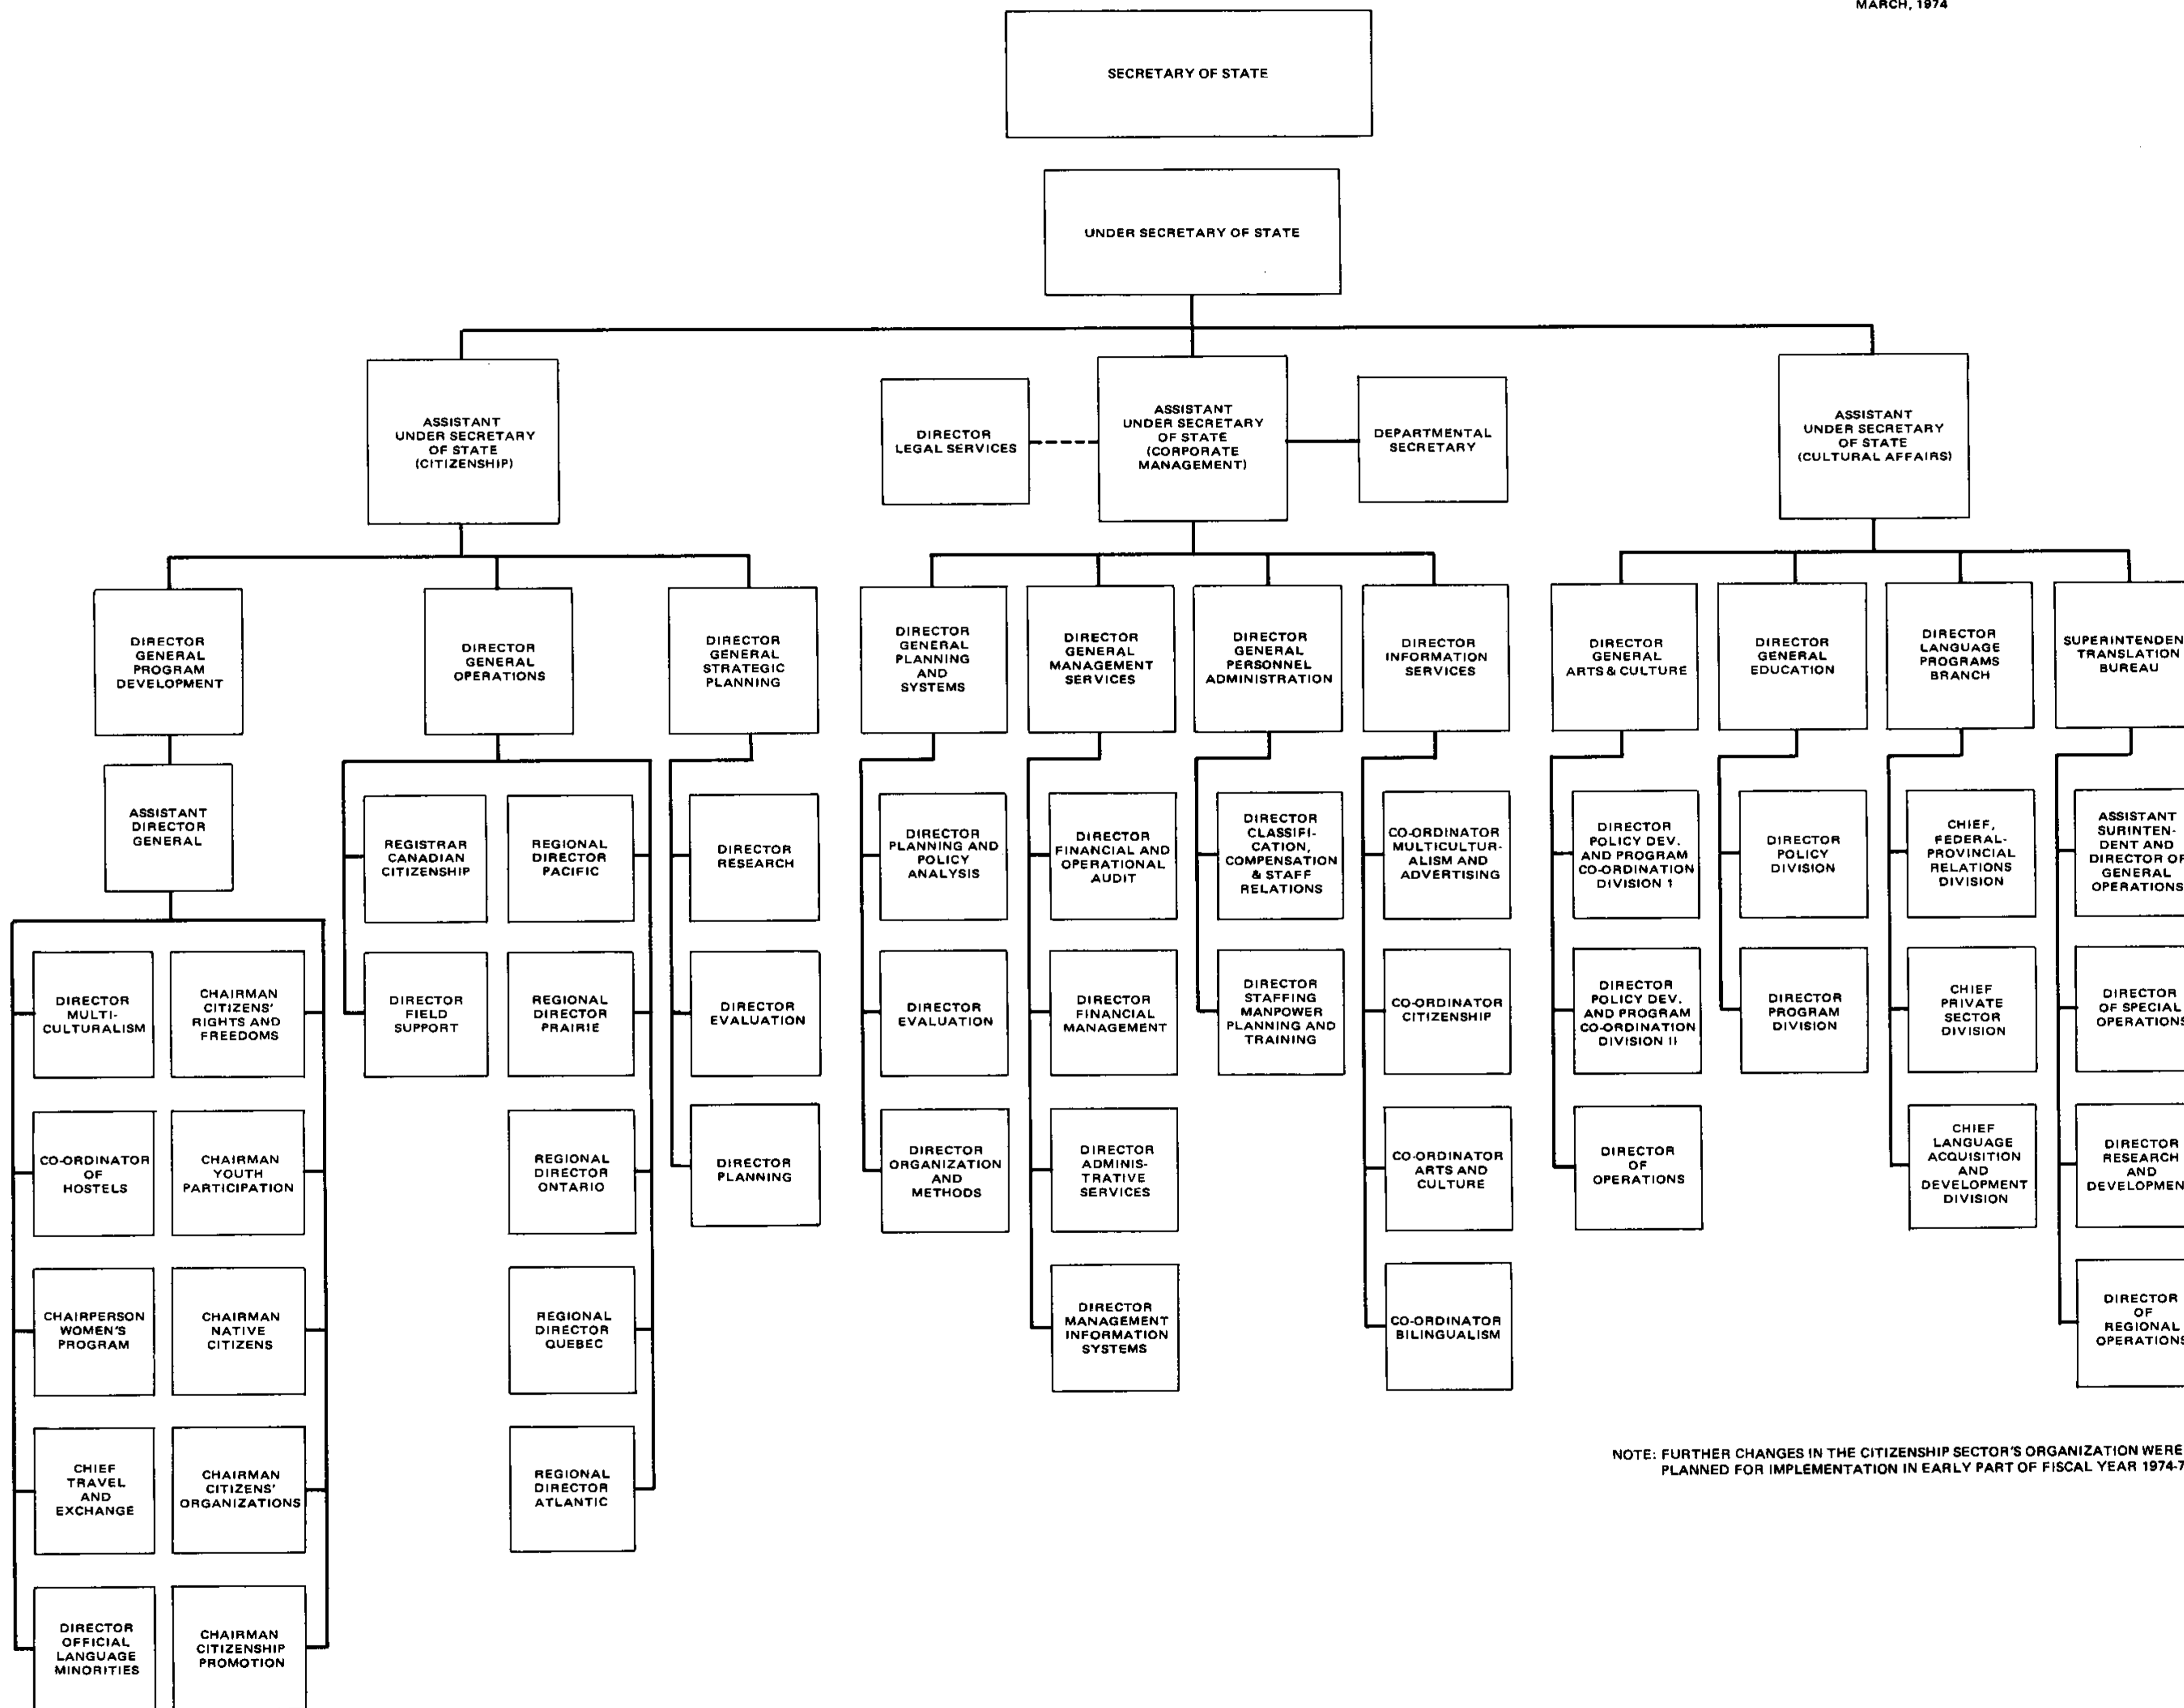 MARCH, 1974
SECRETARY OF STATE
UNDER SECRETARY OF STATE
ASSISTANT
UNDER SECRETARY
OF STATE
(CITIZENSHIP)
DIRECTOR
LEGAL SERVICES
ASSISTANT
UNDER SECRETARY
OF STATE
(CORPORATE
MANAGEMENT)
DEPARTMENTAL
SECRETARY
ASSISTANT
UNDER SECRETARY
OF STATE
(CULTURAL AFFAIRS)
DIRECTOR
GENERAL
PROGRAM
DEVELOPMENT
DIRECTOR
GENERAL
OPERATIONS
DIRECTOR
GENERAL
STRATEGIC
PLANNING
DIRECTOR
GENERAL
PLANNING
AND
SYSTEMS
DIRECTOR
GENERAL
MANAGEMENT
SERVICES
DIRECTOR
GENERAL
PERSONNEL
ADMINISTRATION
DIRECTOR
INFORMATION
SERVICES
DIRECTOR
GENERAL
ARTS & CULTURE
DIRECTOR
GENERAL
EDUCATION
DIRECTOR
LANGUAGE
PROGRAMS
BRANCH
SUPERINTENDEN
TRANSLATION
BUREAU
ASSISTANT
DIRECTOR
GENERAL
REGISTRAR
CANADIAN
CITIZENSHIP
REGIONAL
DIRECTOR
PACIFIC
DIRECTOR
RESEARCH
DIRECTOR
PLANNING AND
POLICY
ANALYSIS
DIRECTOR
FINANCIAL AND
OPERATIONAL
AUDIT
DIRECTOR
CLASSIFI-
CATION,
COMPENSATION
& STAFF
RELATIONS
CO-ORDINATOR
MULTICULTUR-
ALISM AND
ADVERTISING
DIRECTOR
POLICY DEV.
AND PROGRAM
CO-ORDINATION
DIVISION 1
DIRECTOR
POLICY
DIVISION
CHIEF,
FEDERAL-
PROVINCIAL
RELATIONS
DIVISION
ASSISTANT
SURINTEN-
DENT AND
DIRECTOR OF
GENERAL
OPERATIONS
DIRECTOR
MULTI-
CULTURALISM
CHAIRMAN
CITIZENS'
RIGHTS AND
FREEDOMS
DIRECTOR
FIELD
SUPPORT
REGIONAL
DIRECTOR
PRAIRIE
DIRECTOR
EVALUATION
DIRECTOR
EVALUATION
DIRECTOR
FINANCIAL
MANAGEMENT
DIRECTOR
STAFFING
MANPOWER
PLANNING AND
TRAINING
CO-ORDINATOR
CITIZENSHIP
DIRECTOR
POLICY DEV.
AND PROGRAM
CO-ORDINATION
DIVISION II
DIRECTOR
PROGRAM
DIVISION
CHIEF
PRIVATE
SECTOR
DIVISION
DIRECTOR
OF SPECIAL
OPERATIONS
CO-ORDINATOR
OF
HOSTELS
CHAIRMAN
YOUTH
PARTICIPATION
REGIONAL
DIRECTOR
ONTARIO
DIRECTOR
PLANNING
DIRECTOR
ORGANIZATION
AND
METHODS
DIRECTOR
ADMINIS-
TRATIVE
SERVICES
CO-ORDINATOR
ARTS AND
CULTURE
DIRECTOR
OF
OPERATIONS
CHIEF
LANGUAGE
ACQUISITION
AND
DEVELOPMENT
DIVISION
DIRECTOR
RESEARCH
AND
DEVELOPMEN
CHAIRPERSON
WOMEN'S
PROGRAM
CHAIRMAN
NATIVE
CITIZENS
REGIONAL
DIRECTOR
QUEBEC
DIRECTOR
MANAGEMENT
INFORMATION
SYSTEMS
CO-ORDINATOR
BILINGUALISM
DIRECTOR
OF
REGIONAL
OPERATIONS
CHIEF
TRAVEL
AND
EXCHANGE
CHAIRMAN
CITIZENS'
ORGANIZATIONS
REGIONAL
DIRECTOR
ATLANTIC
NOTE: FURTHER CHANGES IN THE CITIZENSHIP SECTOR'S ORGANIZATION WERE
PLANNED FOR IMPLEMENTATION IN EARLY PART OF FISCAL YEAR 1974-7
DIRECTOR
OFFICIAL
LANGUAGE
MINORITIES
CHAIRMAN
CITIZENSHIP
PROMOTION